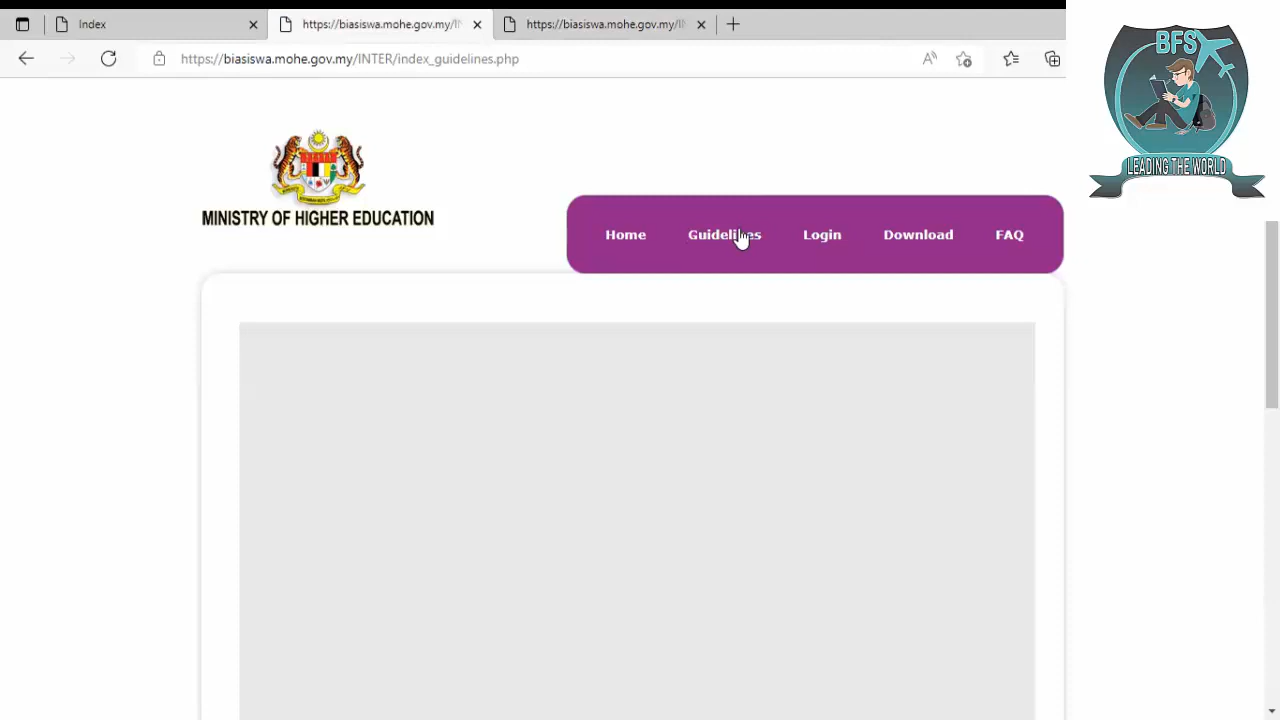 Index
https://biasiswa.mohe.gov.my/I
https://biasiswa.mohe.gov.my/I
https://biasiswa.mohe.gov.my/INTER/index_guidelines.php
BFS
LEADING THE WORLD
MINISTRY OF HIGHER EDUCATION
Home
Guidelines
Login
Download
FAQ